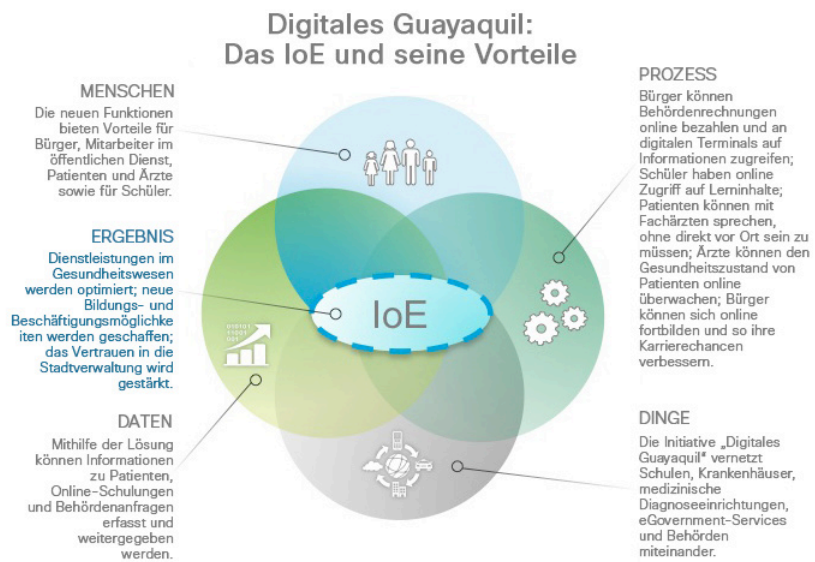 Digitales Guayaquil:
Das IoE und seine Vorteile
MENSCHEN
Die neuen Funktionen
bieten Vorteile für
Bürger, Mitarbeiter im
öffentlichen Dienst,
Patienten und Ärzte
sowie für Schüler.
ERGEBNIS
Dienstleistungen im
Gesundheitswesen
werden optimiert; neue
Bildungs- und
Beschäftigungsmöglichke
iten werden geschaffen;
das Vertrauen in die
Stadtverwaltung wird
gestärkt.
DATEN
Mithilfe der Lösung
können Informationen
zu Patienten,
Online-Schulungen
und Behördenanfragen
erfasst und
weitergegeben
werden.
IoE
PROZESS
Bürger können
Behördenrechnungen
online bezahlen und an
digitalen Terminals auf
Informationen zugreifen;
Schüler haben online
Zugriff auf Lerninhalte;
Patienten können mit
Fachärzten sprechen,
ohne direkt vor Ort sein zu
müssen; Ärzte können den
Gesundheitszustand von
Patienten online
überwachen; Bürger
können sich online
fortbilden und so ihre
Karrierechancen
verbessern.
DINGE
Die Initiative „Digitales
Guayaquil“ vernetzt
Schulen, Krankenhäuser,
medizinische
Diagnoseeinrichtungen,
eGovernment-Services
und Behörden
miteinander.